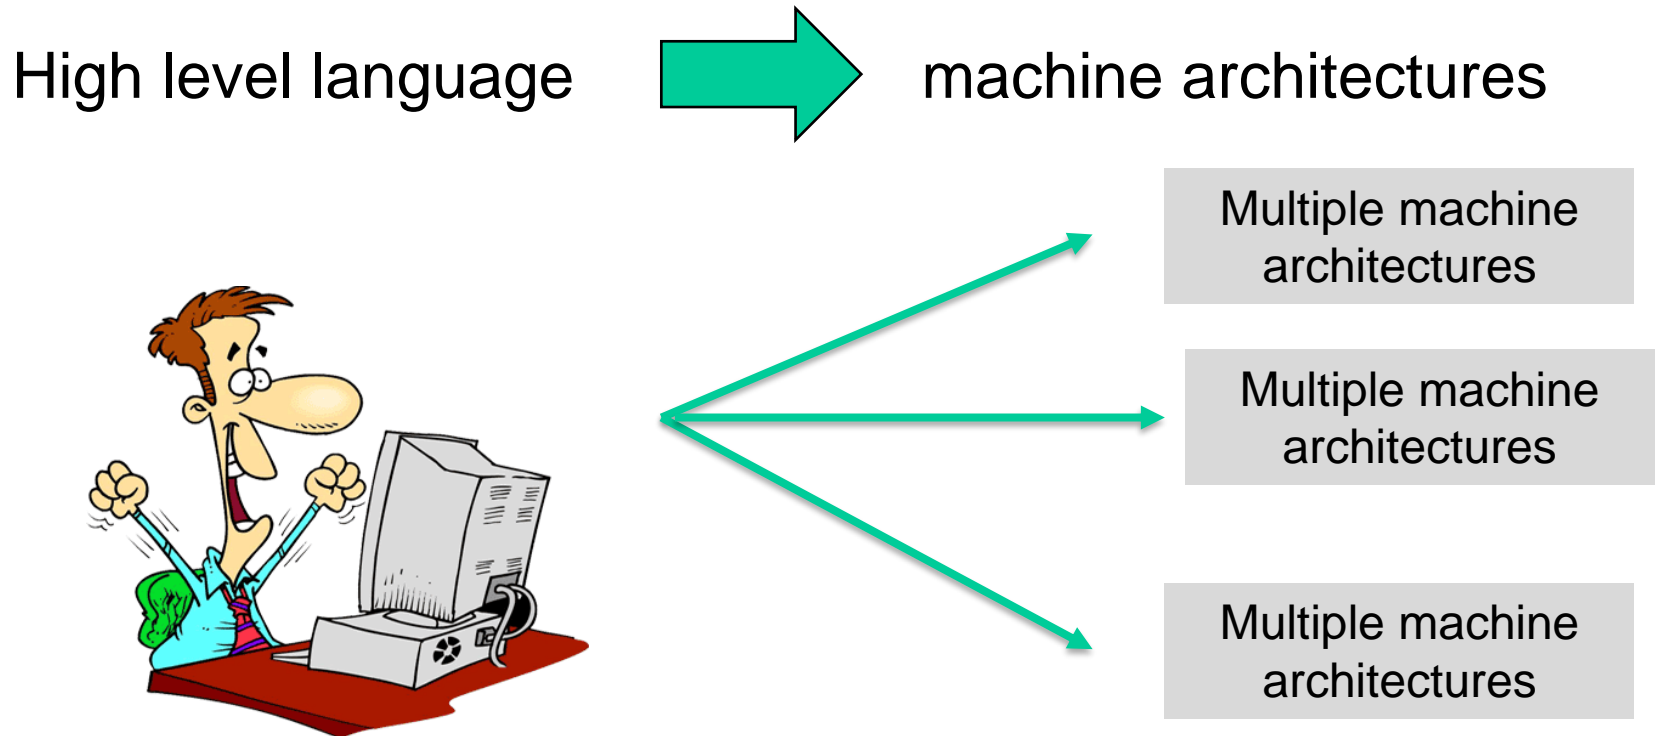 High level language
machine architectures
Multiple machine
architectures
Multiple machine
architectures
Multiple machine
architectures